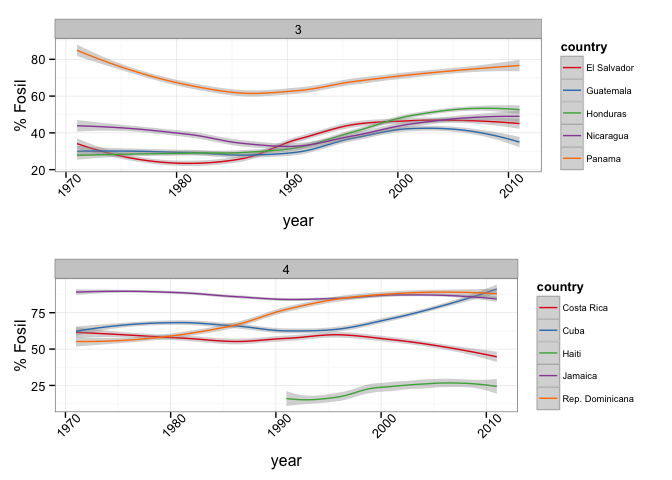 3
% Fosil
80
60
40
20
1970
1980
1990
2000
2010
year
country
El Salvador
Guatemala
Honduras
Nicaragua
Panama
4
% Fosil
75
50
25
1970
1980
1990
2000
2010
year
country
Costa Rica
Cuba
Haiti
Jamaica
Rep. Dominicana